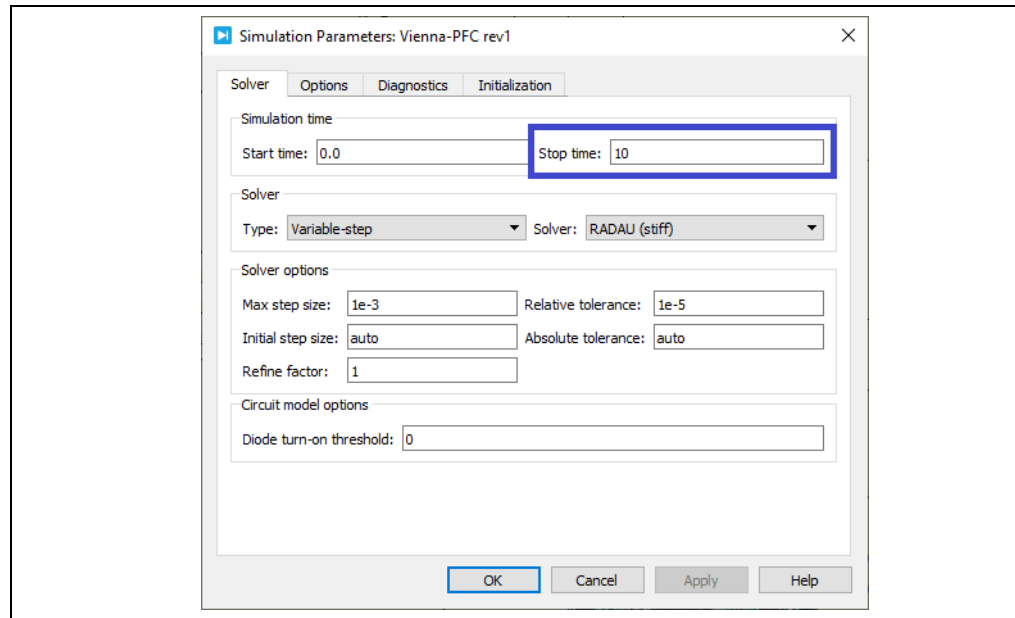 Simulation Parameters: Vienna-PFC rev1
Solver Options Diagnostics Initialization
Simulation time
Start time: 0.0 Stop time: 10
Solver
Type: Variable-step Solver: RADAU (stiff)
Solver options
Max step size: 1e-3 Relative tolerance: 1e-5
Initial step size: auto Absolute tolerance: auto
Refine factor: 1
Circuit model options
Diode turn-on threshold: 0
OK Cancel Apply Help